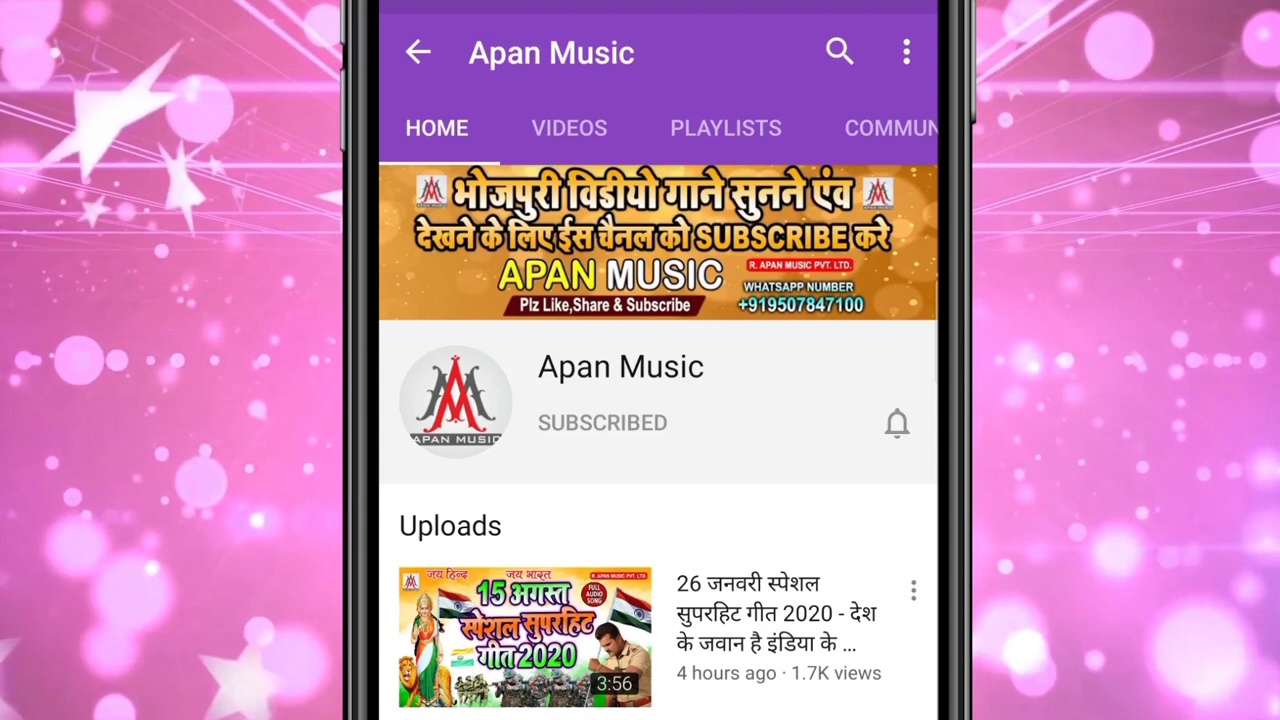 Apan Music
HOME VIDEOS PLAYLISTS COMMUN
भोजपुरी विडीयो गाने सुनने एंव
देखने के लिए ईस चैनल को SUBSCRIBE करे
APAN MUSIC
R. APAN MUSIC PVT. LTD.
WHATSAPP NUMBER
+919507847100
Plz Like,Share & Subscribe
Apan Music
SUBSCRIBED
APAN MUSIC
Uploads
जय हिन्द जय भारत
R. APAN MUSIC PVT. LTD
15 अगस्त
FULL
AUDIO
SONG
स्पेशल सुपरहिट
गीत 2020
3:56
26 जनवरी स्पेशल
सुपरहिट गीत 2020 - देश
के जवान है इंडिया के ...
4 hours ago · 1.7K views